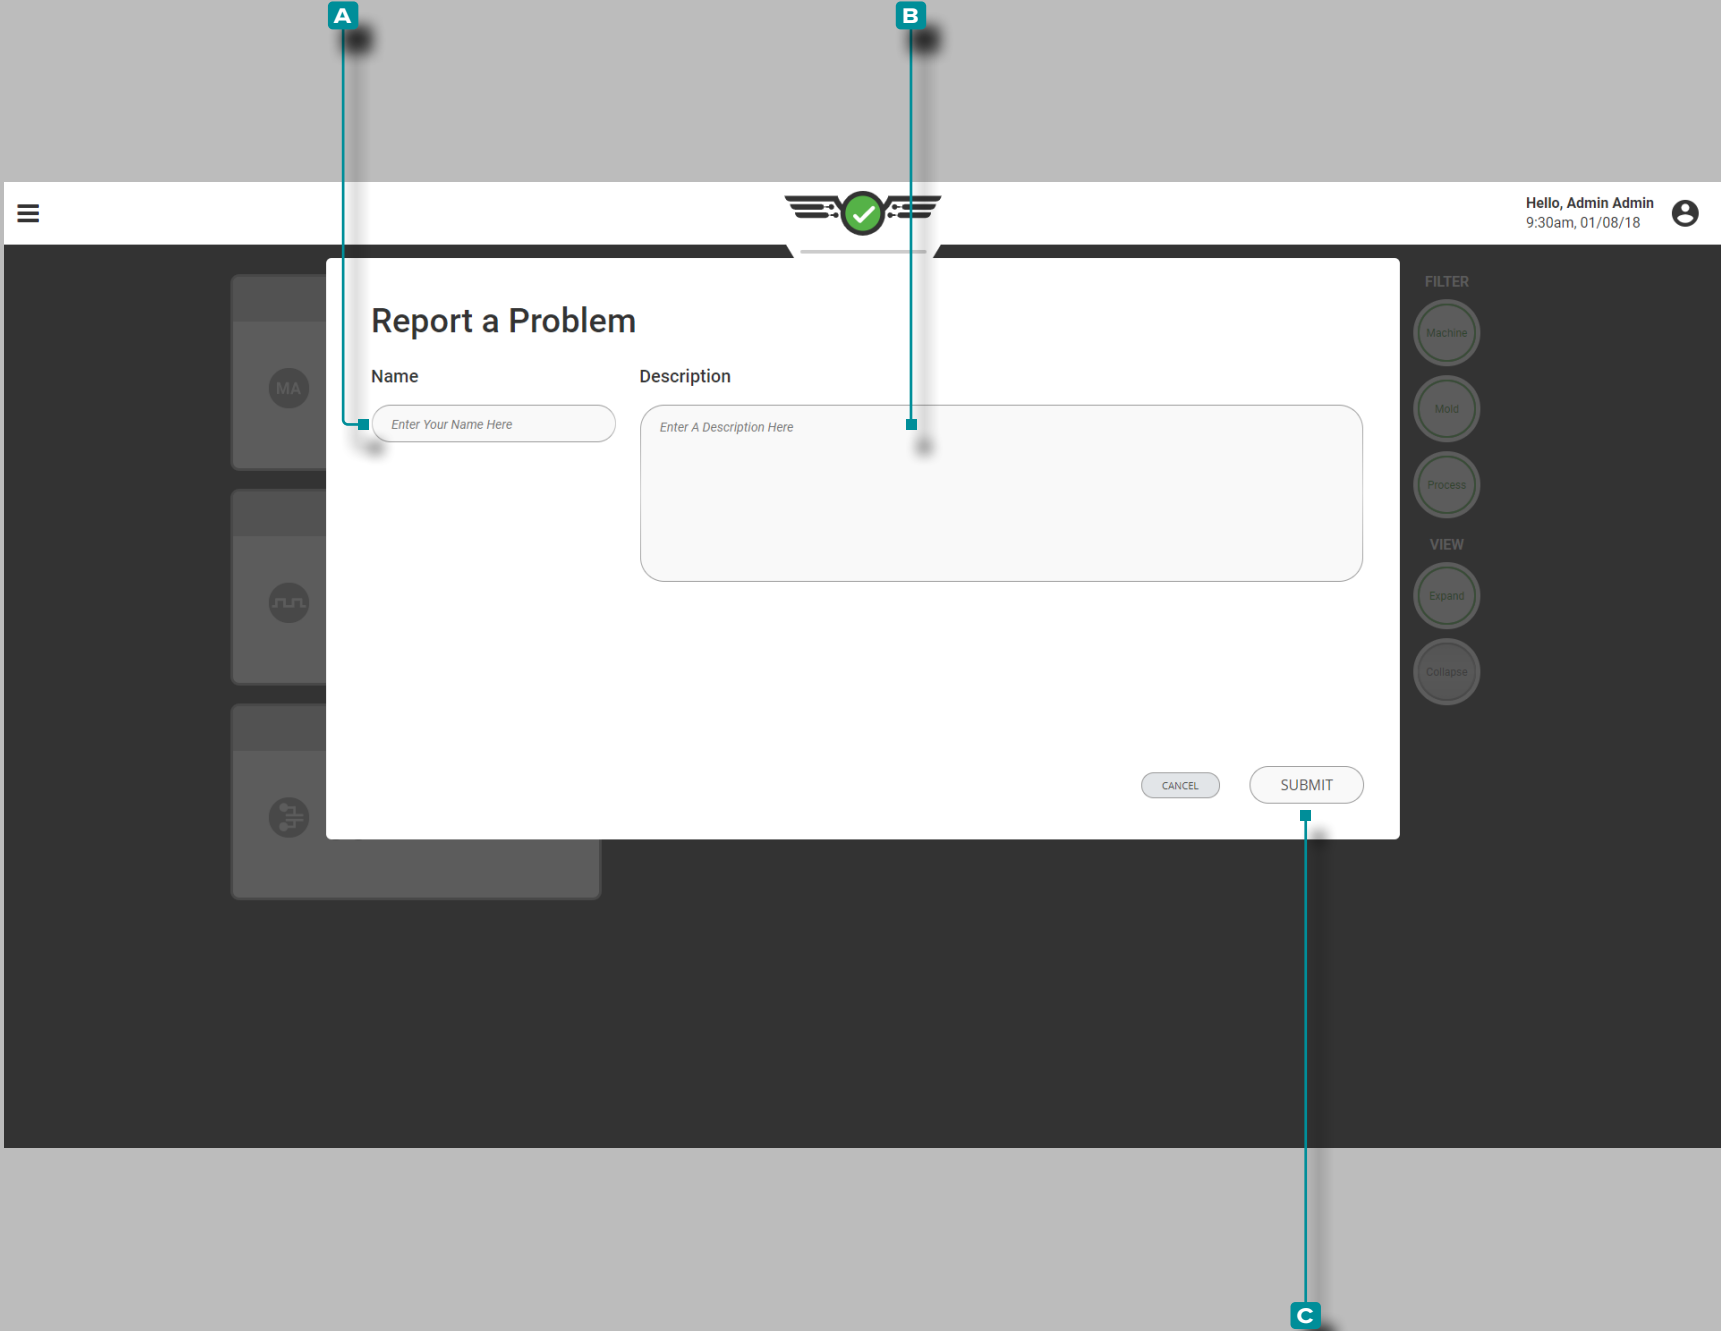 A
B
Hello, Admin Admin
9:30am, 01/08/18
FILTER
Report a Problem
Machine
Name
Description
MA
Mold
Enter Your Name Here
Enter A Description Here
Process
VIEW
Expand
Collapse
CANCEL
SUBMIT
C